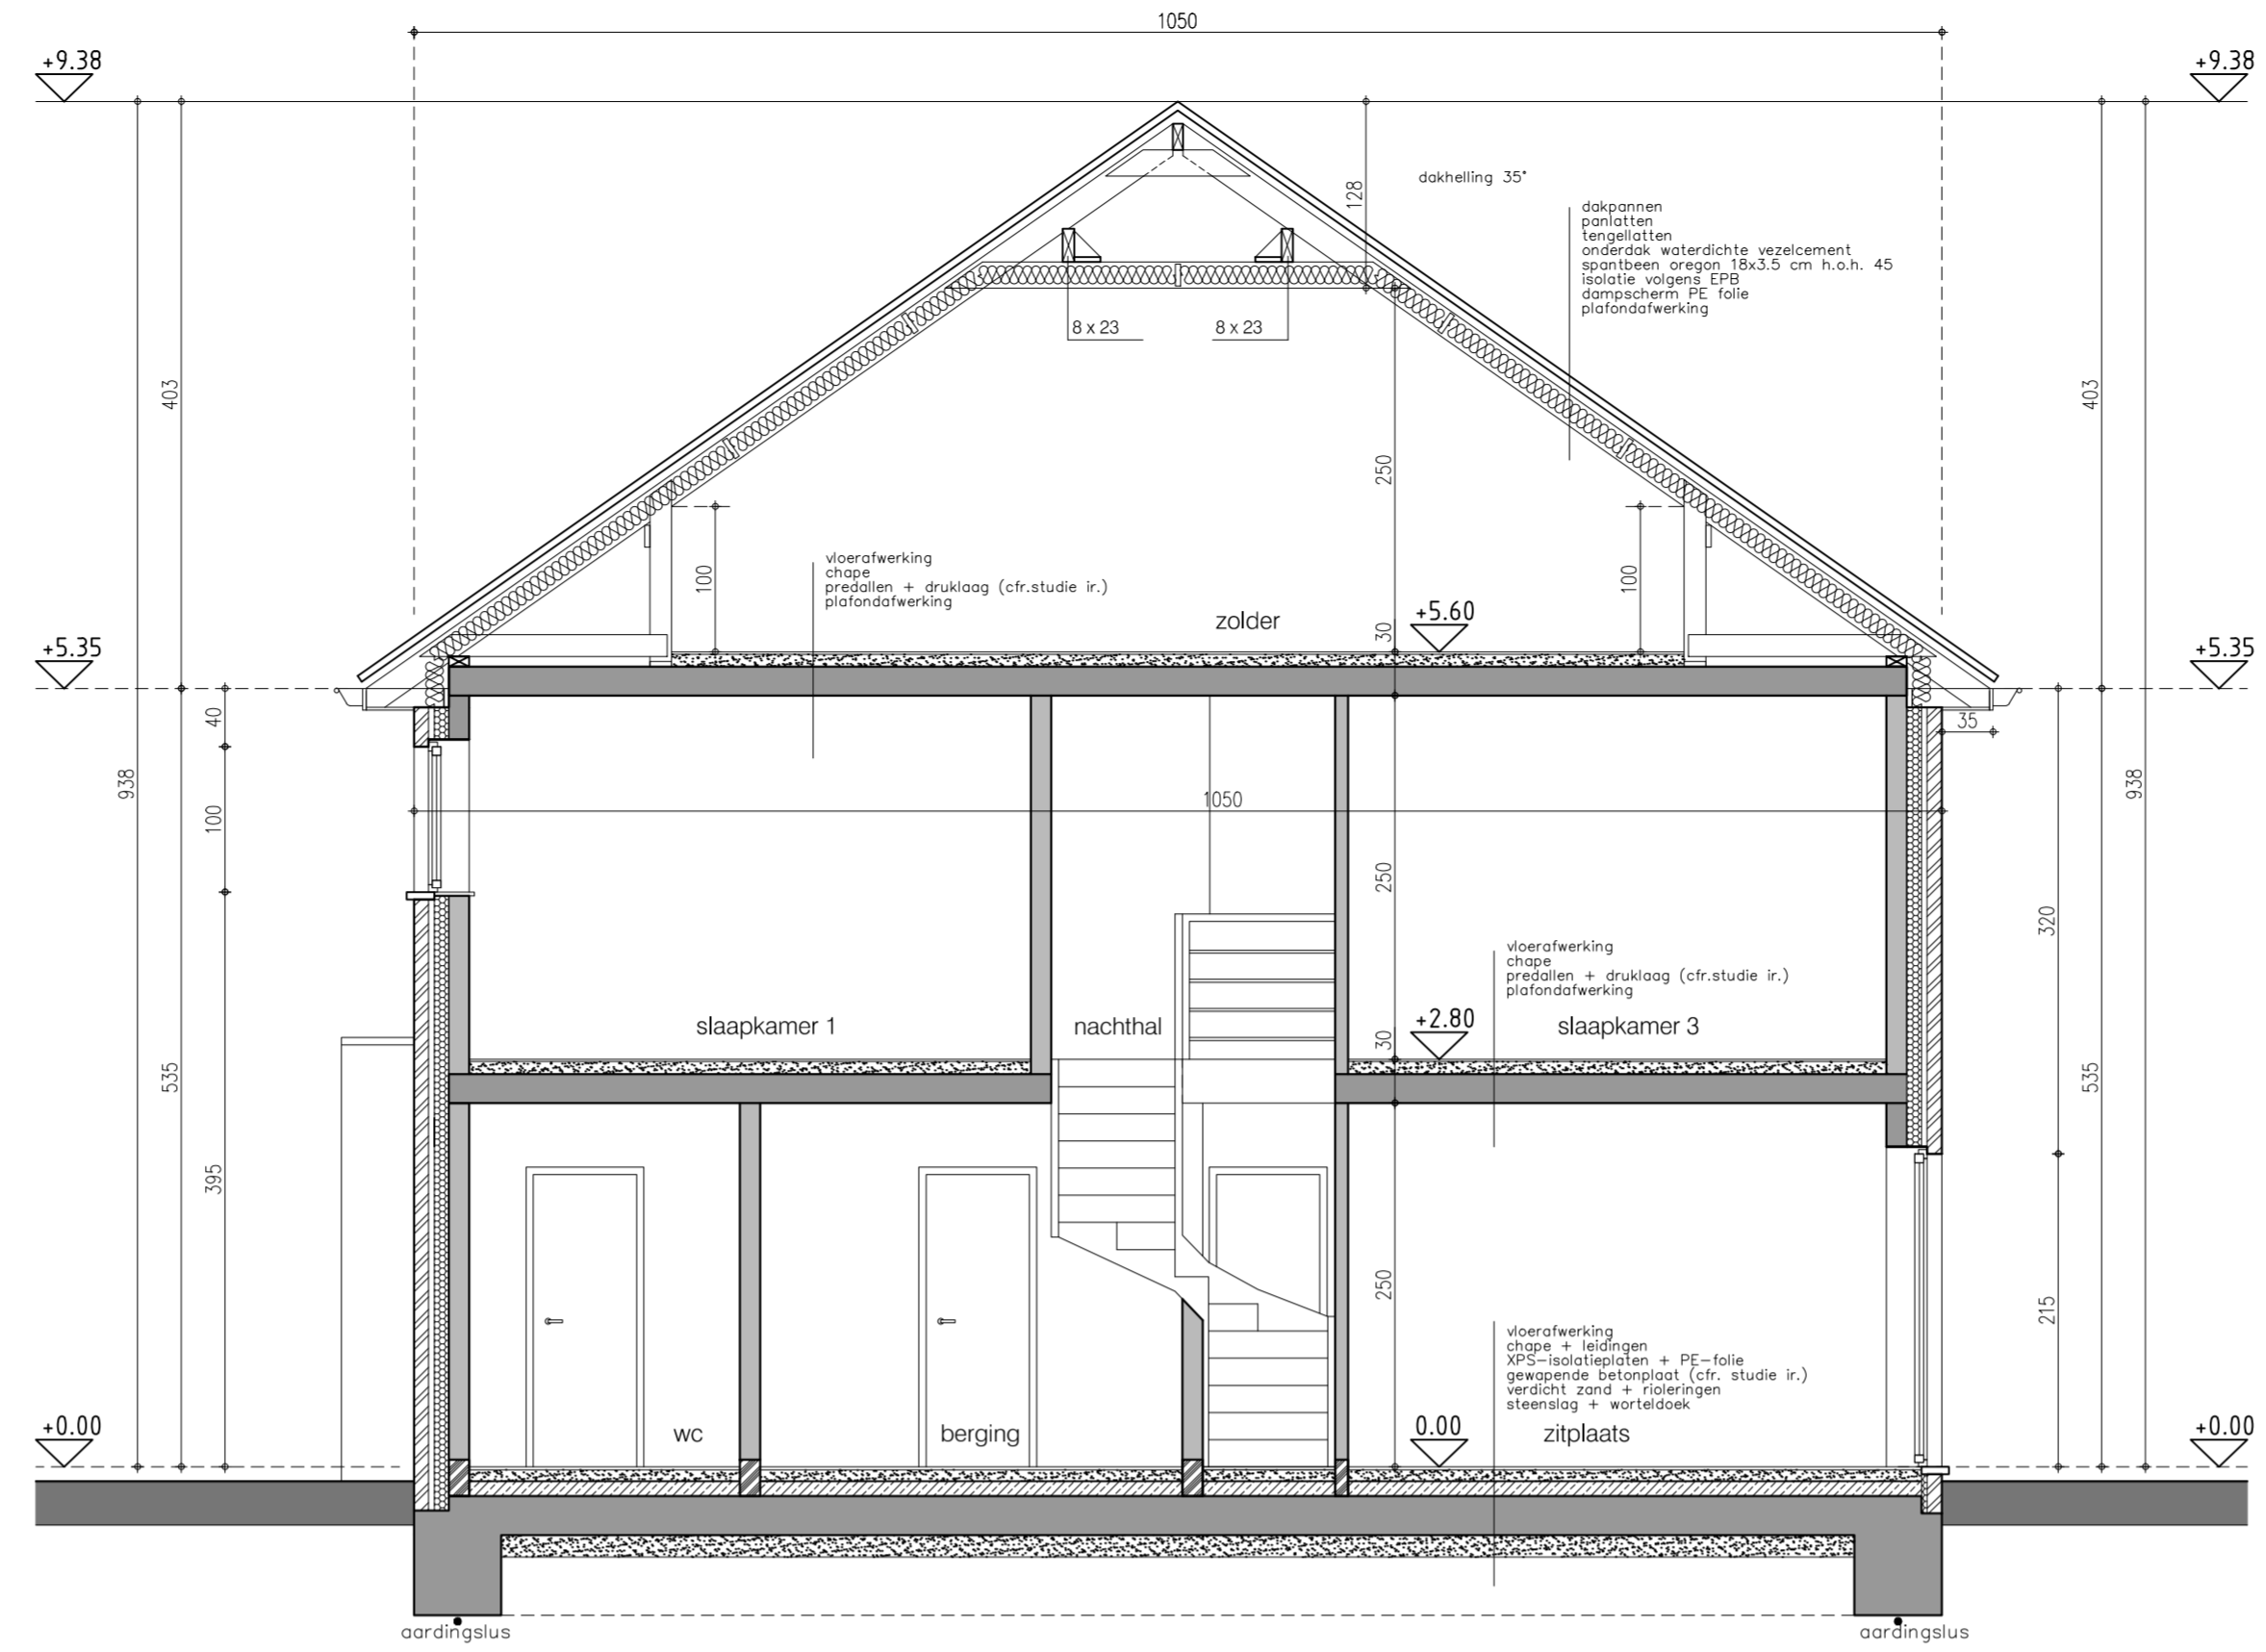 1050
+9.38
+9.38
128
dakhelling 35°
dakpannen
panlatten
tengellatten
onderdak waterdichte vezelcement
spantbeen oregon 18x3.5 cm h.o.h. 45
isolatie volgens EPB
dampscherm PE folie
plafondafwerking
8 x 23
8 x 23
403
403
250
vloerafwerking
chape
predallen + druklaag (cfr.studie ir.)
plafondafwerking
100
100
zolder
30
+5.60
+5.35
+5.35
40
35
938
938
100
1050
250
320
vloerafwerking
chape
predallen + druklaag (cfr.studie ir.)
plafondafwerking
slaapkamer 1
nachthal
30
+2.80
slaapkamer 3
535
535
395
250
215
vloerafwerking
chape + leidingen
XPS-isolatieplaten + PE-folie
gewapende betonplaat (cfr. studie ir.)
verdicht zand + rioleringen
steenslag + worteldoek
+0.00
wc
berging
0.00
zitplaats
+0.00
aardingslus
aardingslus